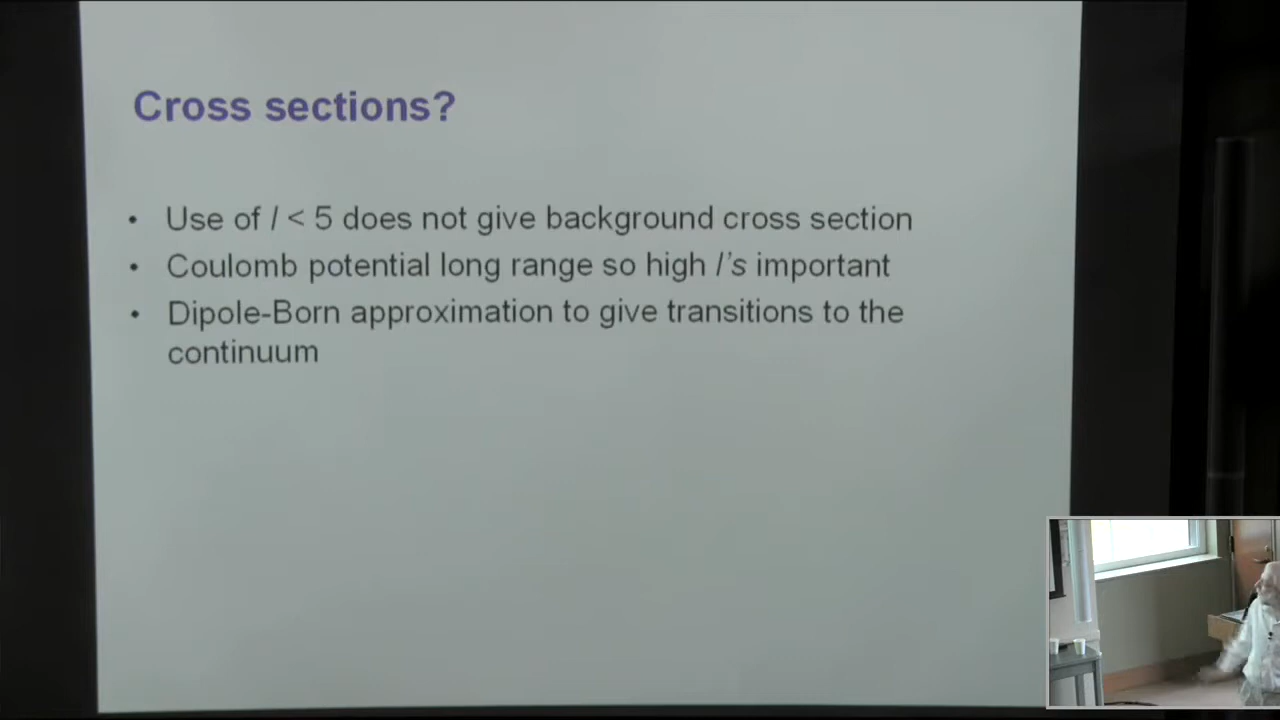 Cross sections?
• Use of l < 5 does not give background cross section
• Coulomb potential long range so high l's important
• Dipole-Born approximation to give transitions to the
continuum